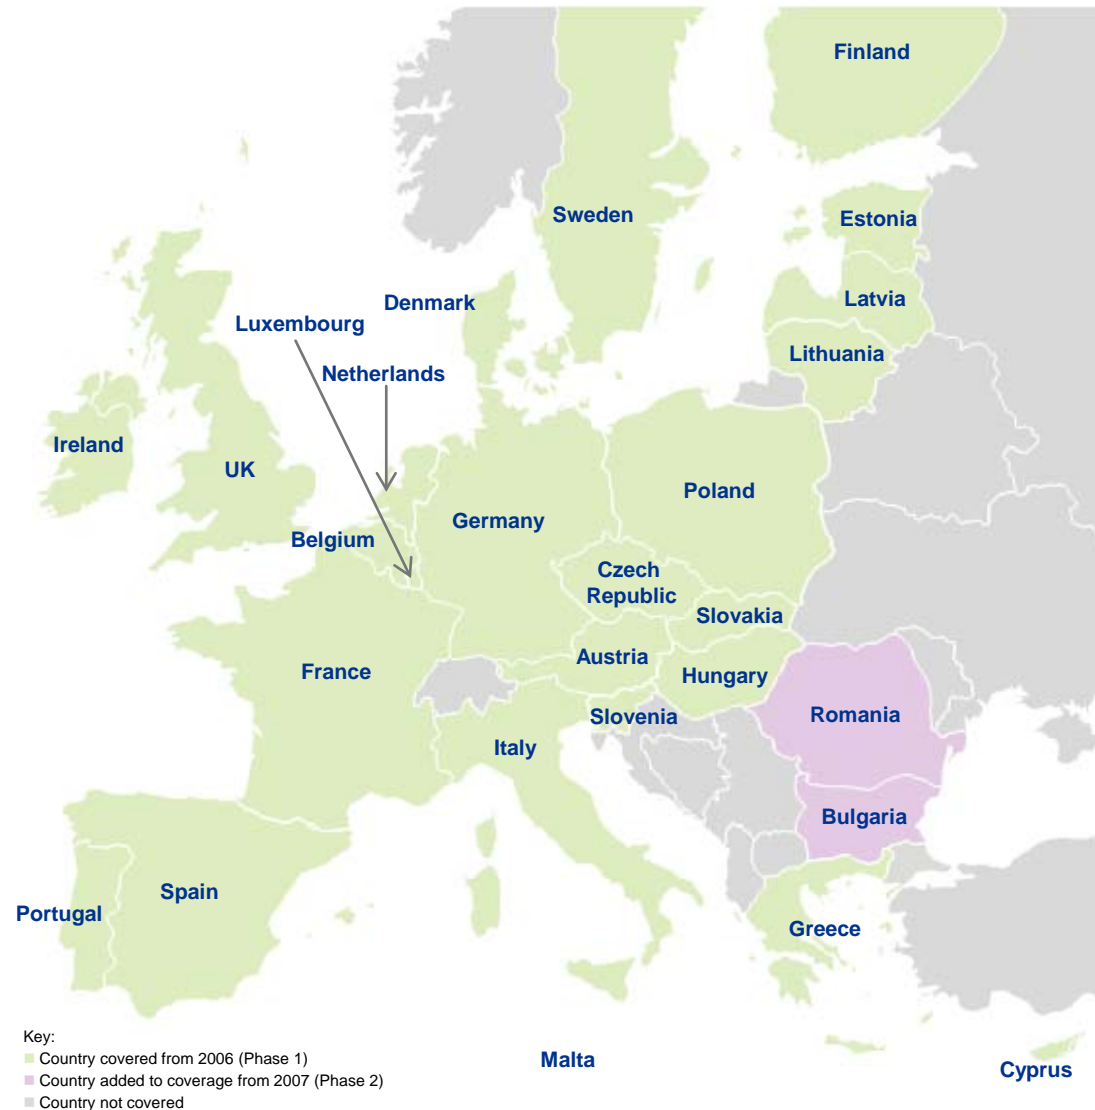 Finland
Sweden
Estonia
Denmark
Latvia
Luxembourg
Lithuania
Netherlands
Ireland
UK
Poland
Germany
Belgium
Czech
Republic
Slovakia
Austria
France
Hungary
Romania
Slovenia
Italy
Bulgaria
Spain
Portugal
Greece
Key:
Country covered from 2006 (Phase 1)
Malta
Cyprus
Country added to coverage from 2007 (Phase 2)
Country not covered